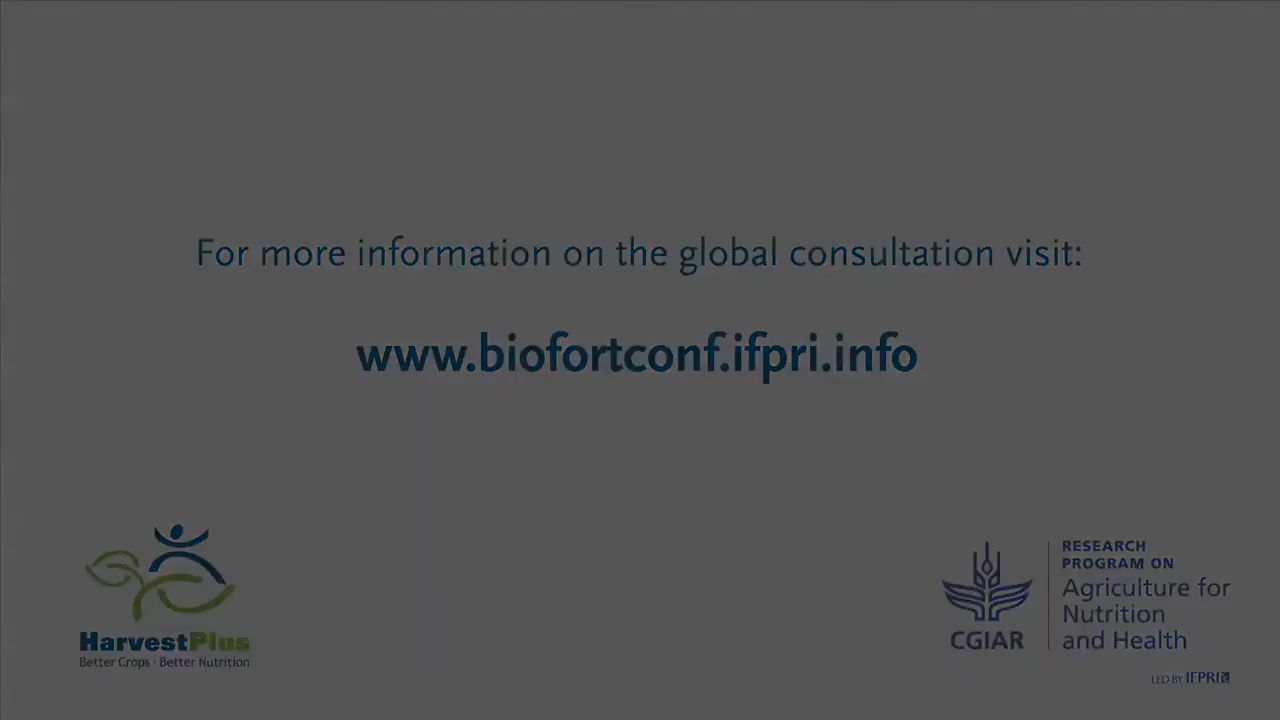 For more information on the global consultation visit:
www.biofortconf.ifpri.info
HarvestPlus
Better Crops · Better Nutrition
CGIAR
RESEARCH
PROGRAM ON
Agriculture for
Nutrition
and Health
LED BY IFPRI